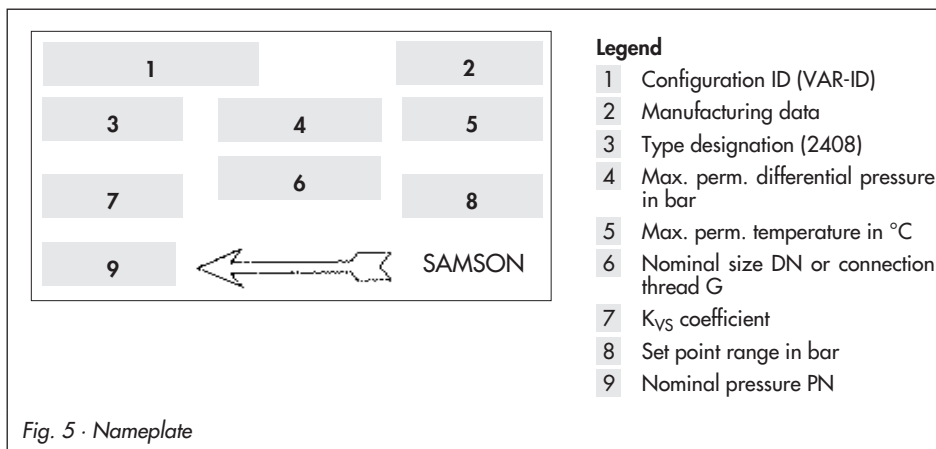 1
2
3
4
5
6
7
8
9
SAMSON
Legend
1 Configuration ID (VAR-ID)
2 Manufacturing data
3 Type designation (2408)
4 Max. perm. differential pressure
in bar
5 Max. perm. temperature in °C
6 Nominal size DN or connection
thread G
7 KVS coefficient
8 Set point range in bar
9 Nominal pressure PN
Fig. 5 · Nameplate